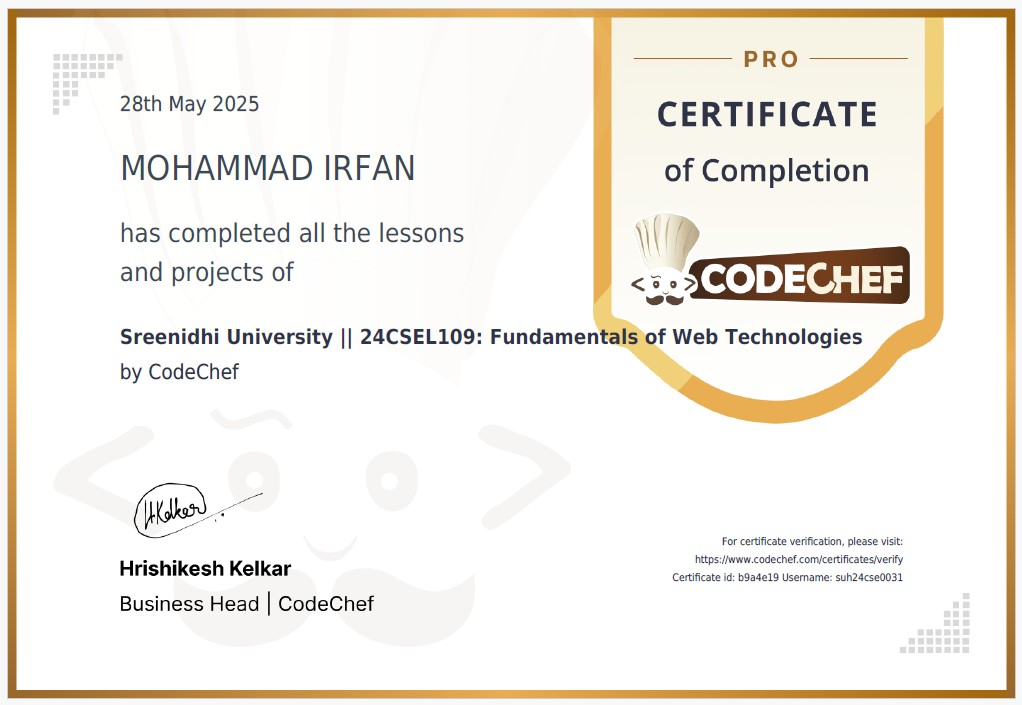 PRO
CERTIFICATE
of Completion
CODECHEF
28th May 2025
MOHAMMAD IRFAN
has completed all the lessons
and projects of
Sreenidhi University || 24CSEL109: Fundamentals of Web Technologies
by CodeChef
H.Kelkar
Hrishikesh Kelkar
Business Head | CodeChef
For certificate verification, please visit:
https://www.codechef.com/certificates/verify
Certificate id: b9a4e19 Username: suh24cse0031